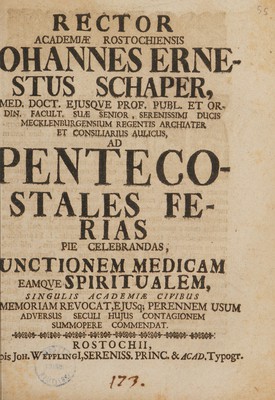 RECTOR
ACADEMIÆ ROSTOCHIENSIS
OHANNES ERNE-
STUS SCHAPER,
MED. DOCT. EJUSQVE PROF. PUBL. ET OR-
DIN. FACULT. SUÆ SENIOR, SERENISSIMI DUCIS
MECKLENBURGENSIUM REGENTIS ARCHIATER
ET CONSILIARIUS AULICUS,
AD
PENTECO-
STALES FE-
RIAS
PIE CELEBRANDAS,
UNCTIONEM MEDICAM
EAMQVE SPIRITUALEM,
SINGULIS ACADEMIÆ CIVIBUS
MEMORIAM REVOCAT, EJUSq; PERENNEM USUM
ADVERSUS SECULI HUJUS CONTAGIONEM
SUMMOPERE COMMENDAT.
ROSTOCHII,
pis JOH. WEPPLINGI, SERENISS. PRINC. & ACAD. Typogr.
173.